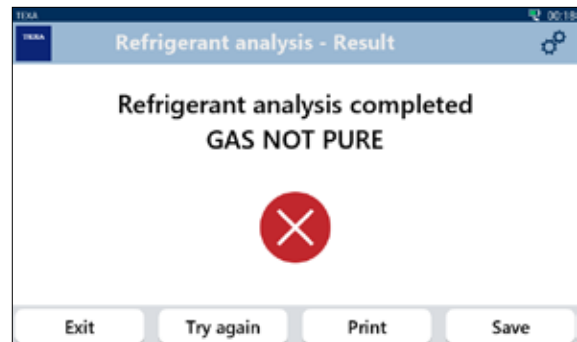 TEXA
00:18
TEXA
Refrigerant analysis - Result
Refrigerant analysis completed
GAS NOT PURE
Exit
Try again
Print
Save